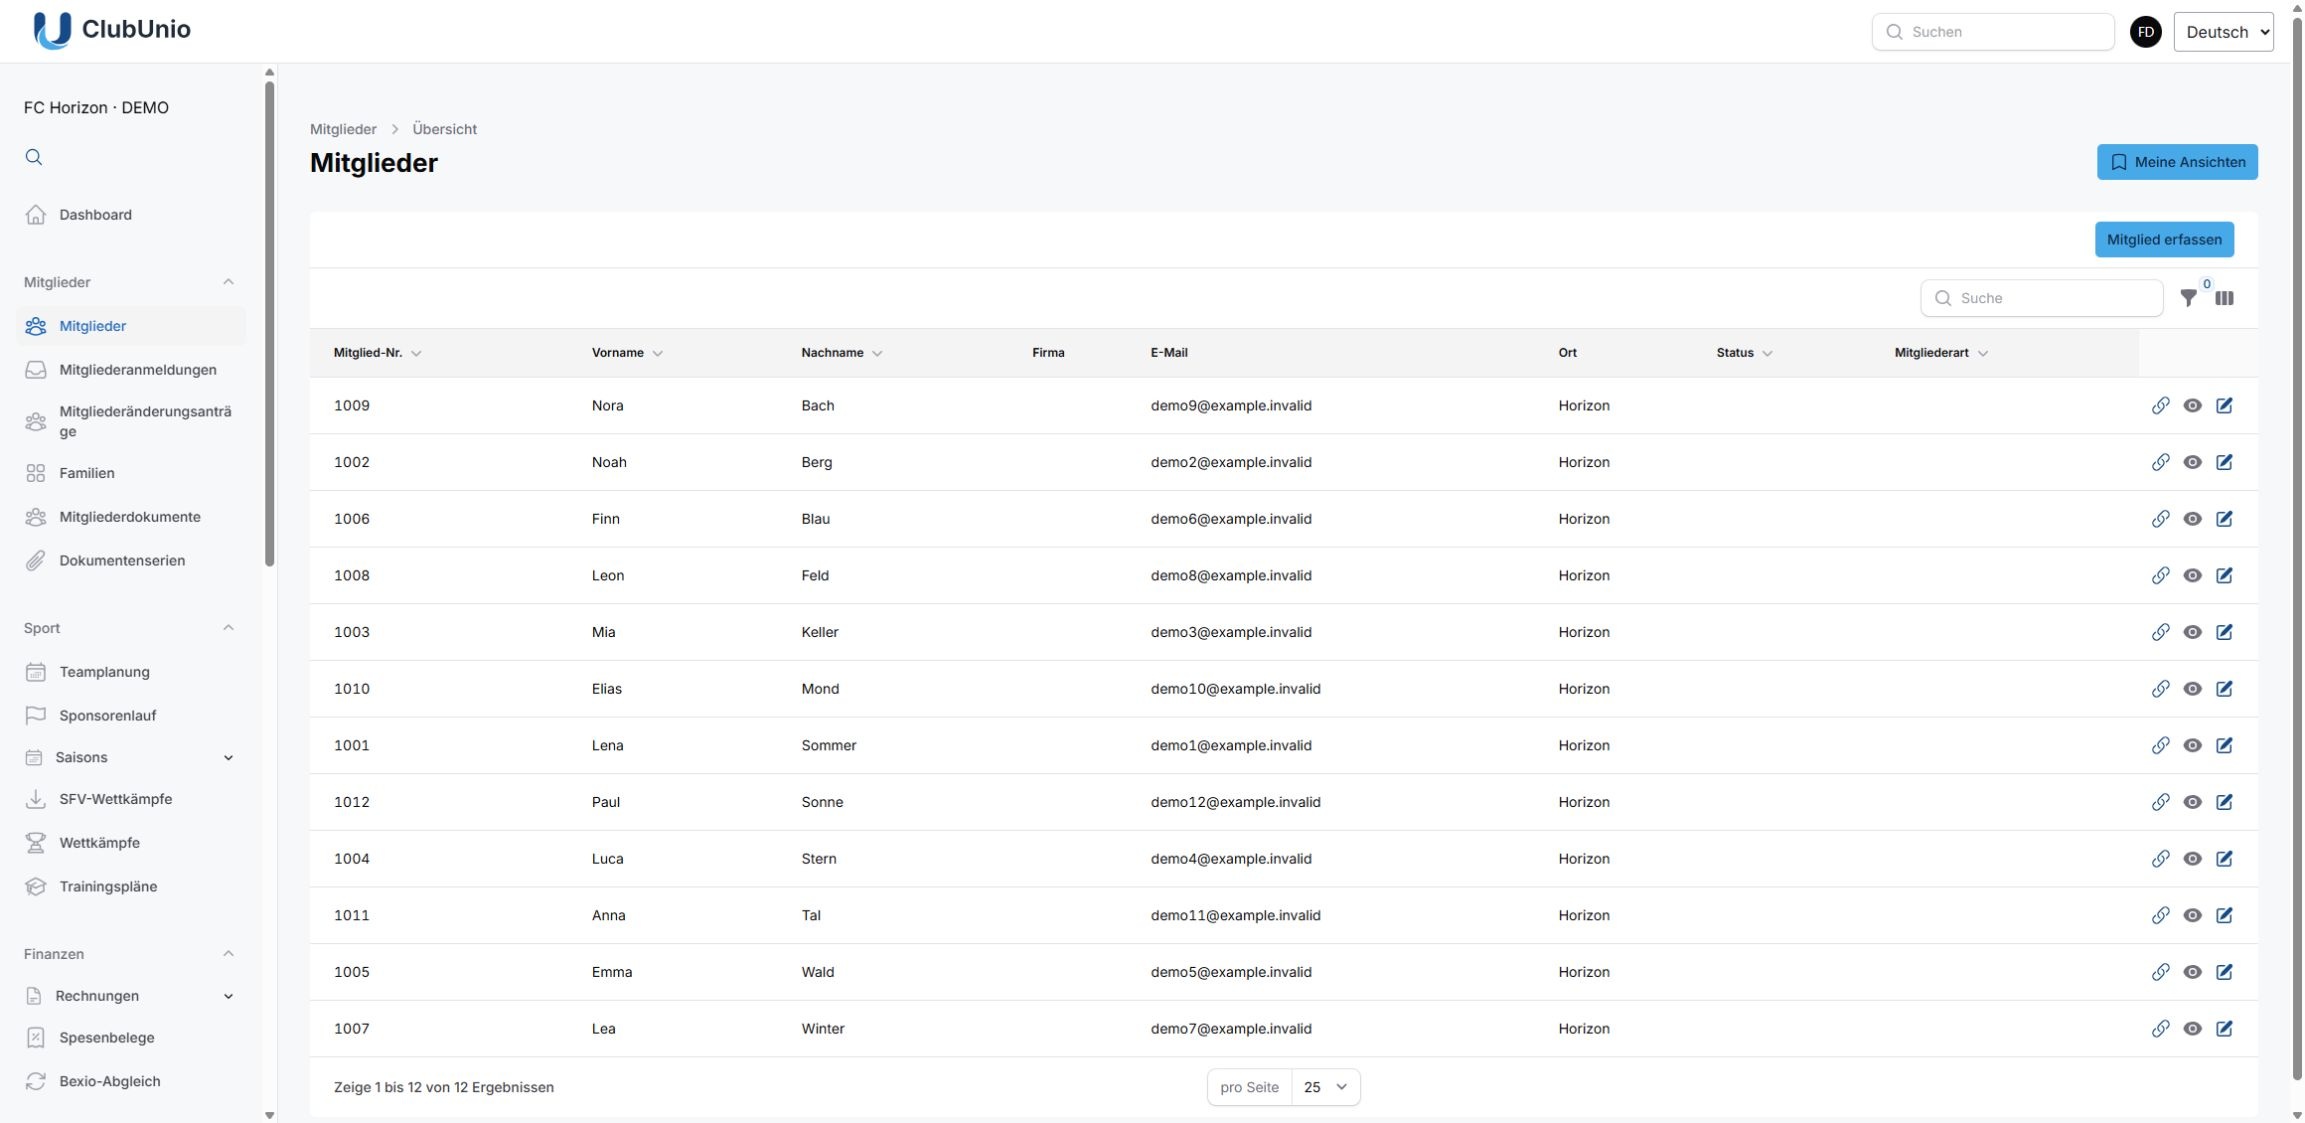 ClubUnio
Suchen
FD
Deutsch
FC Horizon · DEMO
Dashboard
Mitglieder
Mitglieder
Mitgliederanmeldungen
Mitgliederänderungsanträ
ge
Familien
Mitgliederdokumente
Dokumentenserien
Sport
Teamplanung
Sponsorenlauf
Saisons
SFV-Wettkämpfe
Wettkämpfe
Trainingspläne
Finanzen
Rechnungen
Spesenbelege
Bexio-Abgleich
Mitglieder > Übersicht
Mitglieder
Meine Ansichten
Mitglied erfassen
Suche
0
Mitglied-Nr. Vorname Nachname Firma E-Mail Ort Status Mitgliederart
1009 Nora Bach demo9@example.invalid Horizon
1002 Noah Berg demo2@example.invalid Horizon
1006 Finn Blau demo6@example.invalid Horizon
1008 Leon Feld demo8@example.invalid Horizon
1003 Mia Keller demo3@example.invalid Horizon
1010 Elias Mond demo10@example.invalid Horizon
1001 Lena Sommer demo1@example.invalid Horizon
1012 Paul Sonne demo12@example.invalid Horizon
1004 Luca Stern demo4@example.invalid Horizon
1011 Anna Tal demo11@example.invalid Horizon
1005 Emma Wald demo5@example.invalid Horizon
1007 Lea Winter demo7@example.invalid Horizon
Zeige 1 bis 12 von 12 Ergebnissen
pro Seite 25